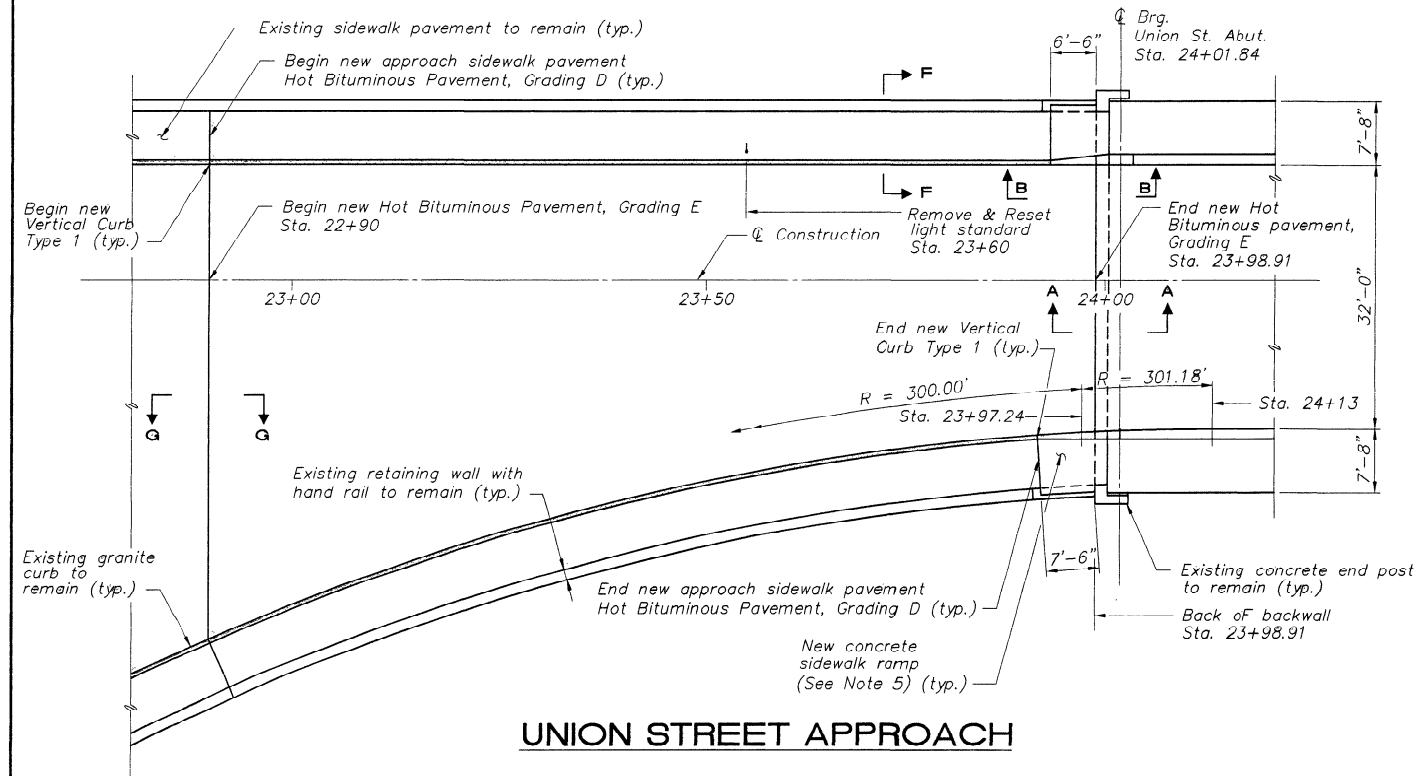 Existing sidewalk pavement to remain (typ.)
Begin new approach sidewalk pavement
Hot Bituminous Pavement, Grading D (typ.)
6'-6"
℄ Brg.
Union St. Abut.
Sta. 24+01.84
F
7'-8"
F
B
B
Begin new
Vertical Curb
Type 1 (typ.)
Begin new Hot Bituminous Pavement, Grading E
Sta. 22+90
℄ Construction
Remove & Reset
light standard
Sta. 23+60
End new Hot
Bituminous pavement,
Grading E
Sta. 23+98.91
23+00
23+50
24+00
A
A
32'-0"
End new Vertical
Curb Type 1 (typ.)
R = 300.00'
R = 301.18'
Sta. 23+97.24
Sta. 24+13
G
G
Existing retaining wall with
hand rail to remain (typ.)
7'-8"
Existing granite
curb to
remain (typ.)
7'-6"
End new approach sidewalk pavement
Hot Bituminous Pavement, Grading D (typ.)
Existing concrete end post
to remain (typ.)
Back of backwall
Sta. 23+98.91
New concrete
sidewalk ramp
(See Note 5) (typ.)
UNION STREET APPROACH